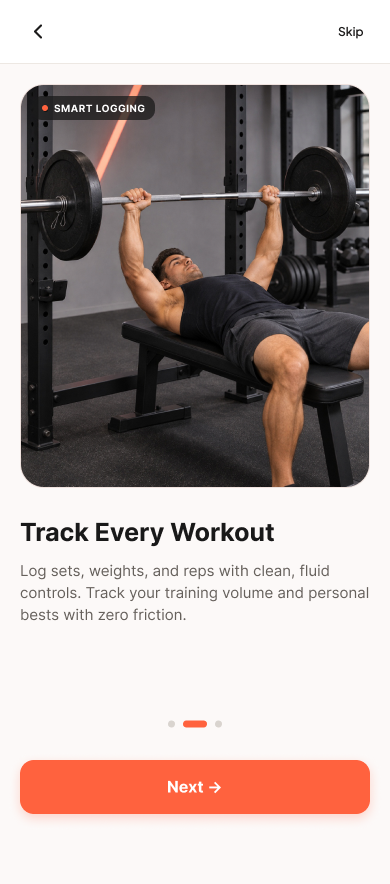 Skip
SMART LOGGING
Track Every Workout
Log sets, weights, and reps with clean, fluid
controls. Track your training volume and personal
bests with zero friction.
Next →